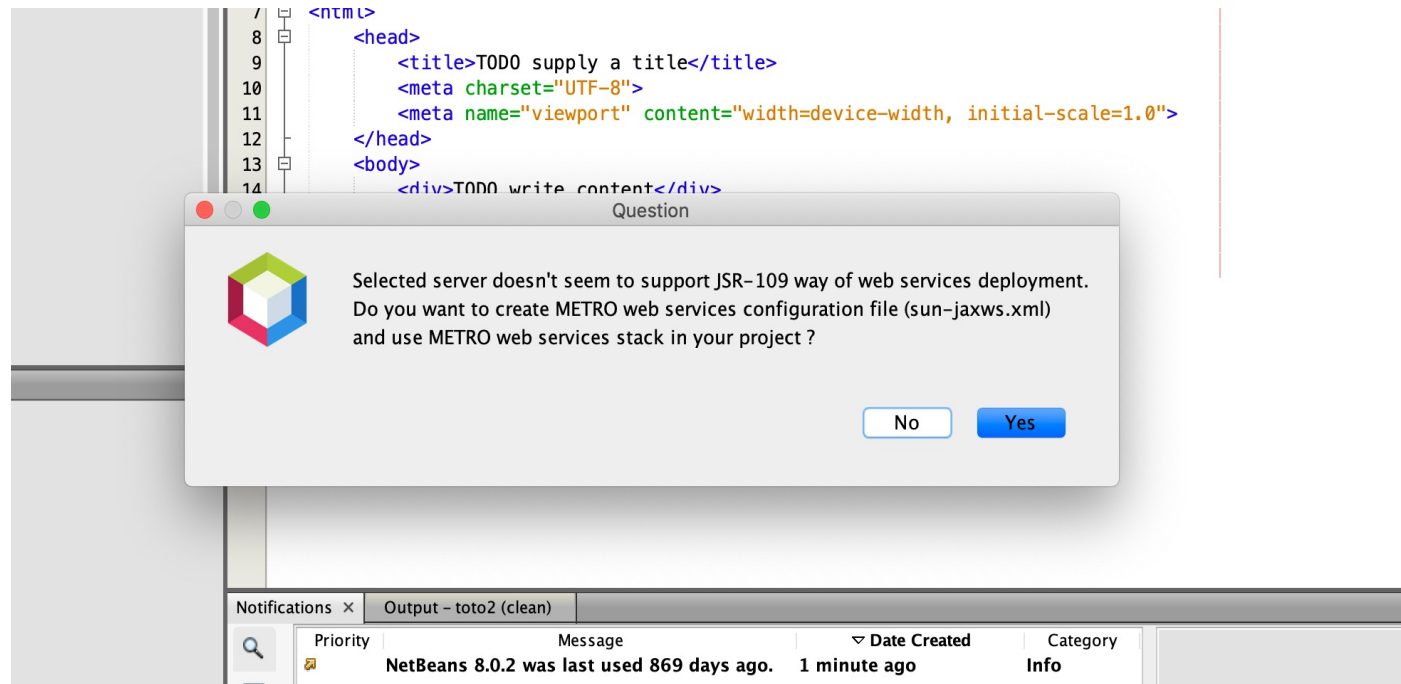 7 <html>
8 <head>
9 <title>TODO supply a title</title>
10 <meta charset="UTF-8">
11 <meta name="viewport" content="width=device-width, initial-scale=1.0">
12 </head>
13 <body>
14 <div>TODO write content</div>
Question
Selected server doesn't seem to support JSR-109 way of web services deployment.
Do you want to create METRO web services configuration file (sun-jaxws.xml)
and use METRO web services stack in your project ?
No Yes
Notifications × Output - toto2 (clean)
Priority Message Date Created Category
NetBeans 8.0.2 was last used 869 days ago. 1 minute ago Info